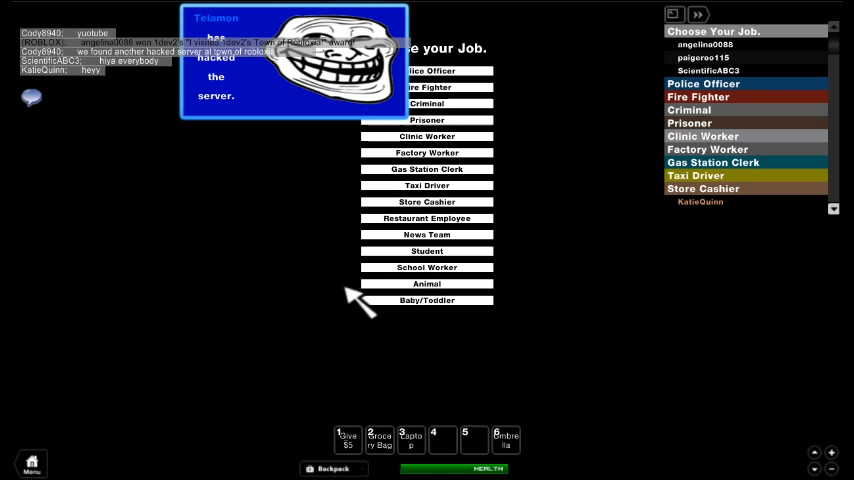 Cody8940; yuotube
[ROBLOX]: angelina0088 won 1dev2's "I visited 1dev2's Town of Robloxia!" award!
Cody8940; we found another hacked server at town of robloxia
ScientificABC3; hiya everybody
KatieQuinn; heyy
Telamon
has
hacked
the
server.
se your Job.
lice Officer
ire Fighter
Criminal
Prisoner
Clinic Worker
Factory Worker
Gas Station Clerk
Taxi Driver
Store Cashier
Restaurant Employee
News Team
Student
School Worker
Animal
Baby/Toddler
Choose Your Job.
angelina0088
paigeroo115
ScientificABC3
Police Officer
Fire Fighter
Criminal
Prisoner
Clinic Worker
Factory Worker
Gas Station Clerk
Taxi Driver
Store Cashier
KatieQuinn
1 Give $5
2 Groce ry Bag
3 Lapto p
4
5
6 Umbre lla
Menu
Backpack
HEALTH